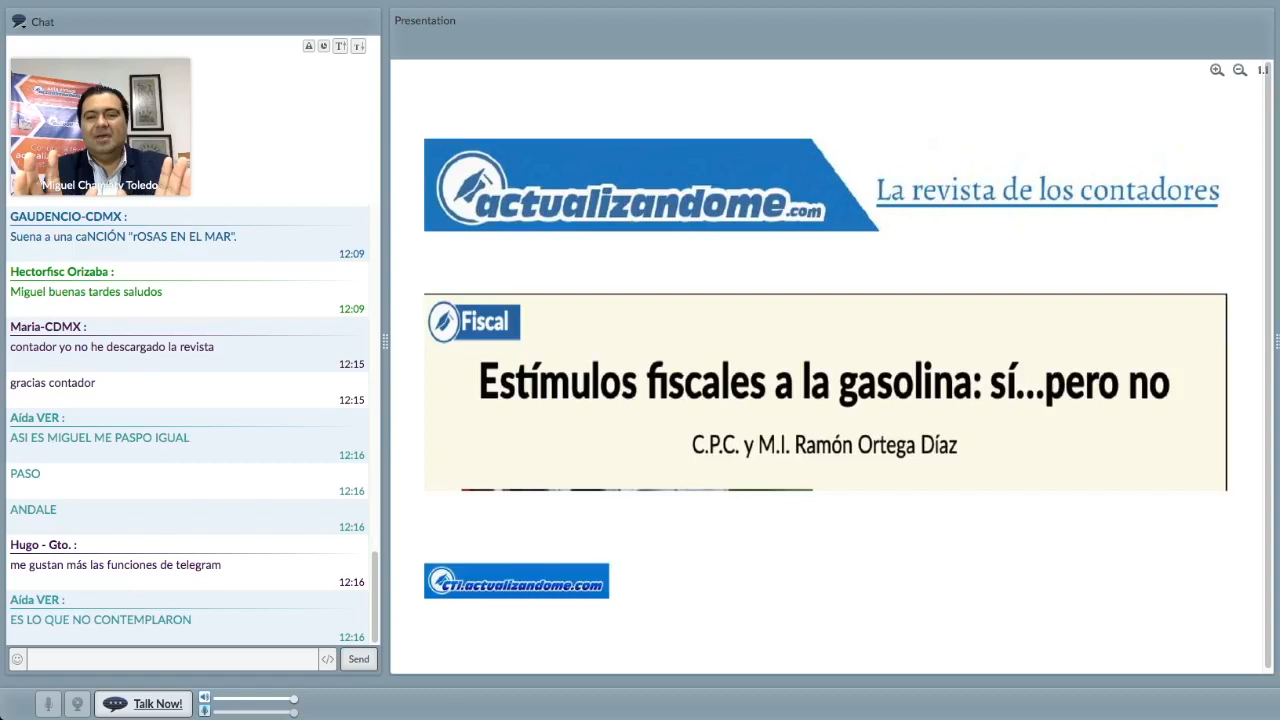 Chat
Miguel Chamlaty Toledo
GAUDENCIO-CDMX :
Suena a una caNCIÓN "rOSAS EN EL MAR".
12:09
Hectorfisc Orizaba :
Miguel buenas tardes saludos
12:09
Maria-CDMX :
contador yo no he descargado la revista
12:15
gracias contador
12:15
Aída VER :
ASI ES MIGUEL ME PASPO IGUAL
12:16
PASO
12:16
ANDALE
12:16
Hugo - Gto. :
me gustan más las funciones de telegram
12:16
Aída VER :
ES LO QUE NO CONTEMPLARON
12:16
Send
Talk Now!
Presentation
1.1
actualizandome.com
La revista de los contadores
Fiscal
Estímulos fiscales a la gasolina: sí...pero no
C.P.C. y M.I. Ramón Ortega Díaz
CTI.actualizandome.com